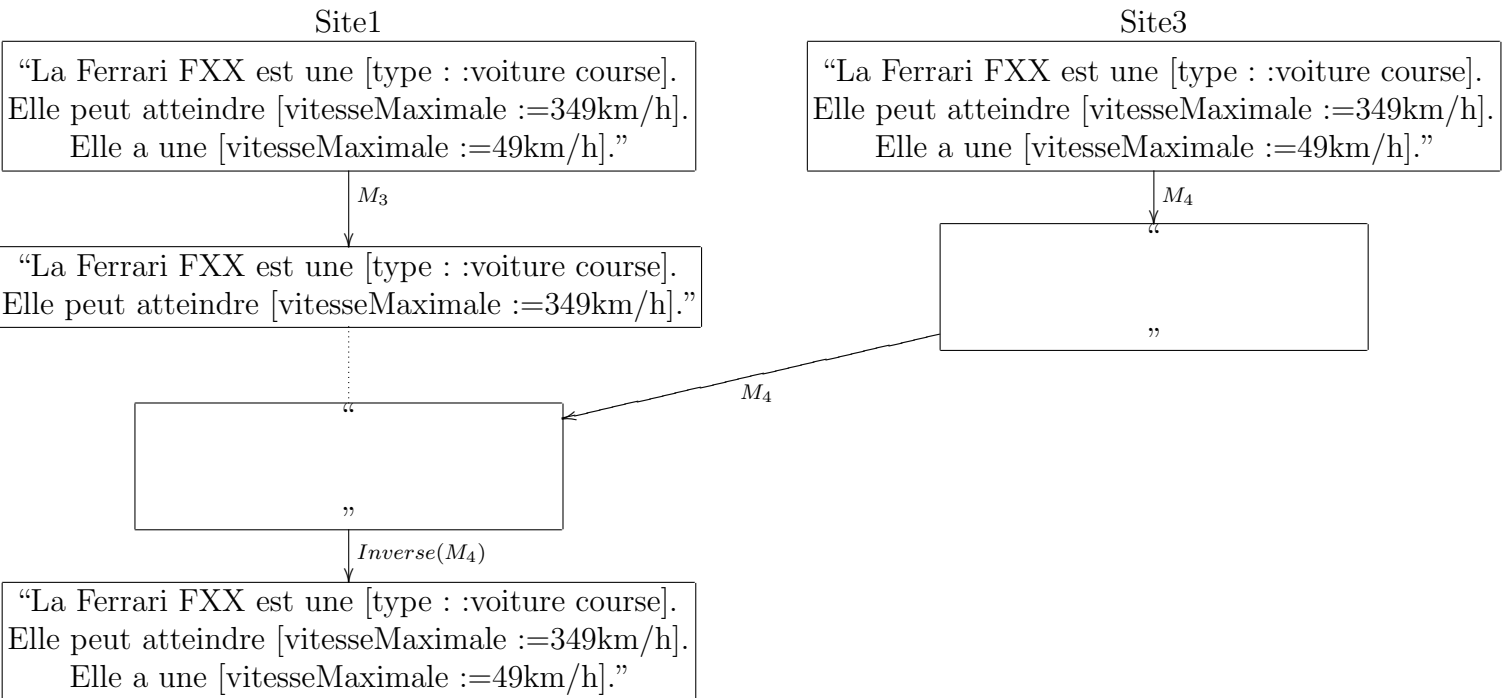 Site1
“La Ferrari FXX est une [type : :voiture course].
Elle peut atteindre [vitesseMaximale :=349km/h].
Elle a une [vitesseMaximale :=49km/h].”
Site3
“La Ferrari FXX est une [type : :voiture course].
Elle peut atteindre [vitesseMaximale :=349km/h].
Elle a une [vitesseMaximale :=49km/h].”
M₃
M₄
“La Ferrari FXX est une [type : :voiture course].
Elle peut atteindre [vitesseMaximale :=349km/h].”
“
”
M₄
“
”
Inverse(M₄)
“La Ferrari FXX est une [type : :voiture course].
Elle peut atteindre [vitesseMaximale :=349km/h].
Elle a une [vitesseMaximale :=49km/h].”